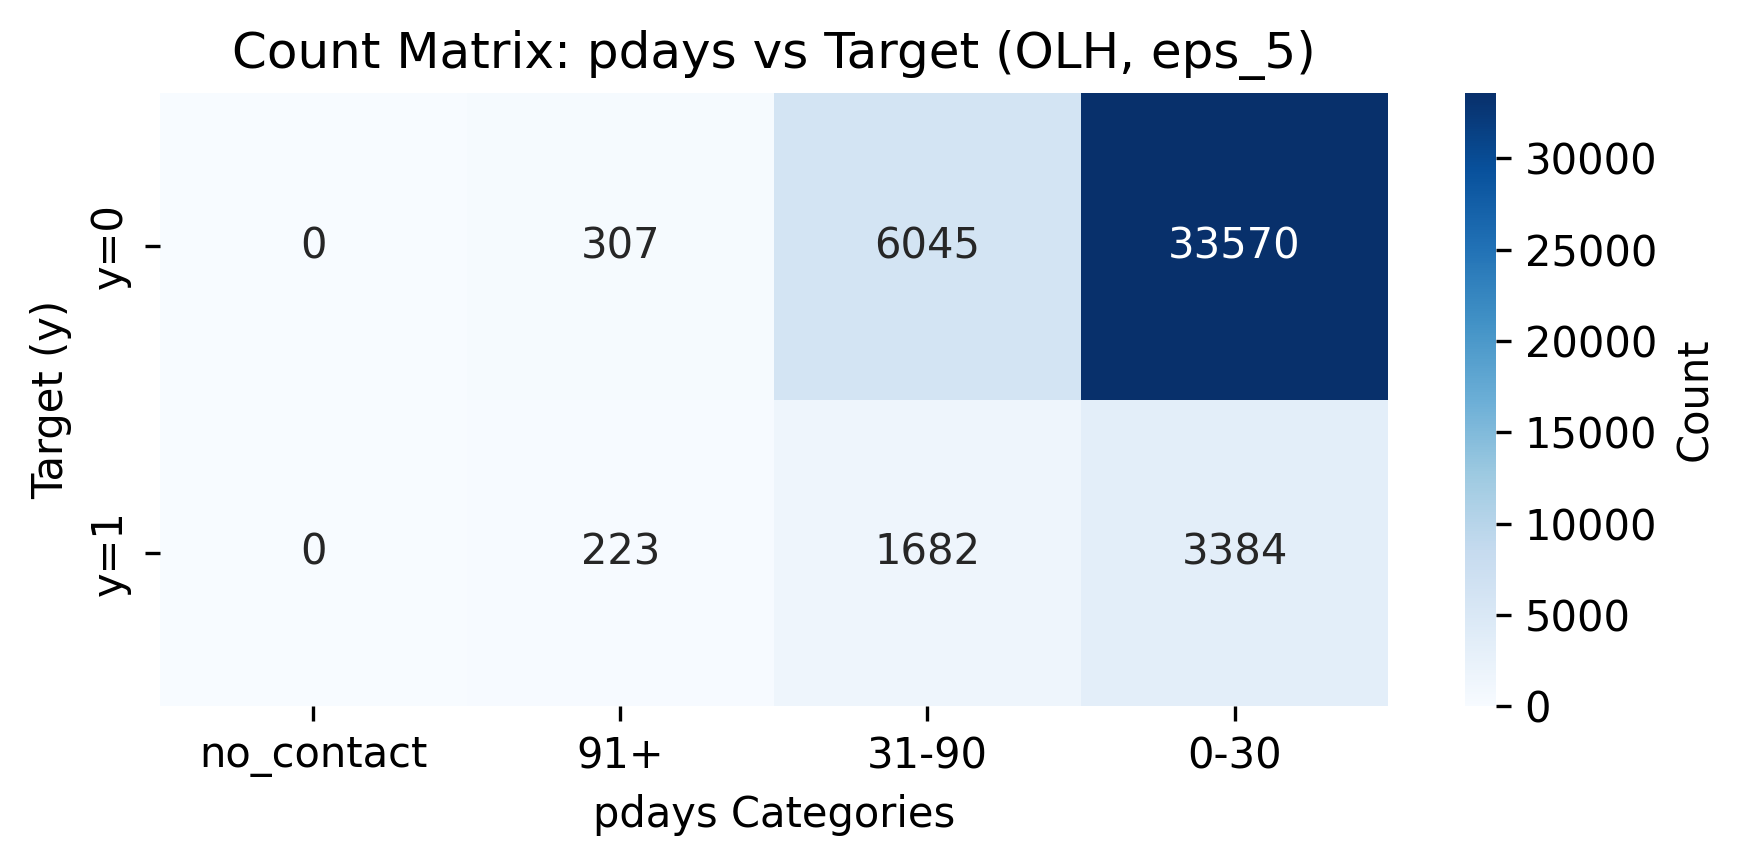 Count Matrix: pdays vs Target (OLH, eps_5)
Target (y)
y=0
0 307 6045 33570
y=1
0 223 1682 3384
no_contact 91+ 31-90 0-30
pdays Categories
30000
25000
20000
15000
10000
5000
0
Count